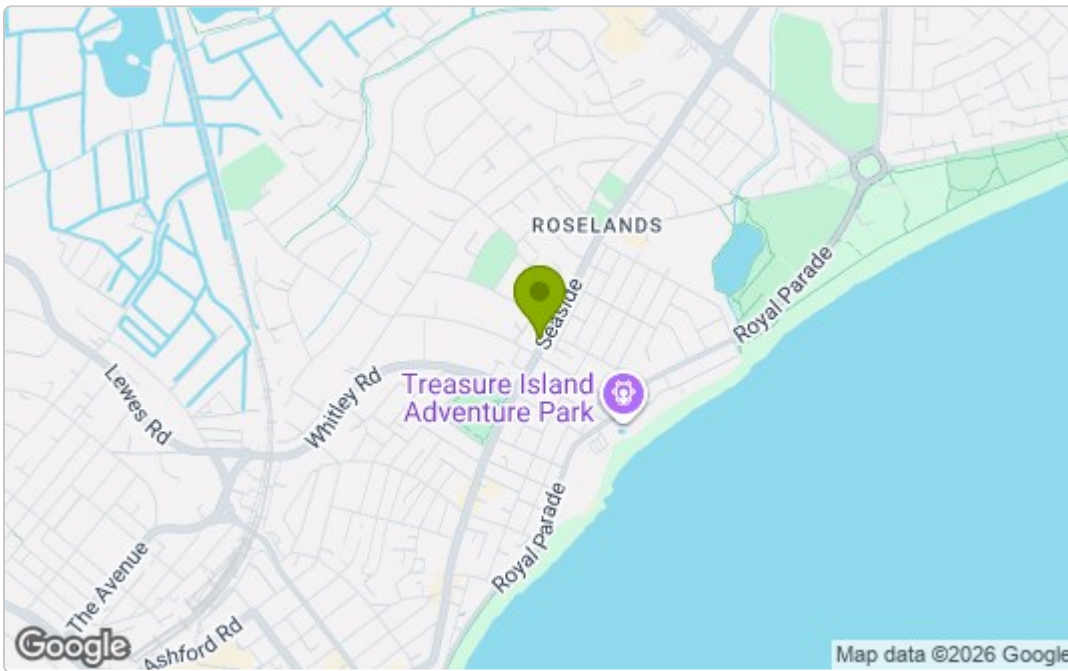 ROSELANDS
Seaside
Royal Parade
Lewes Rd
Whitley Rd
Treasure Island
Adventure Park
Royal Parade
The Avenue
Ashford Rd
Google
Map data ©2026 Google